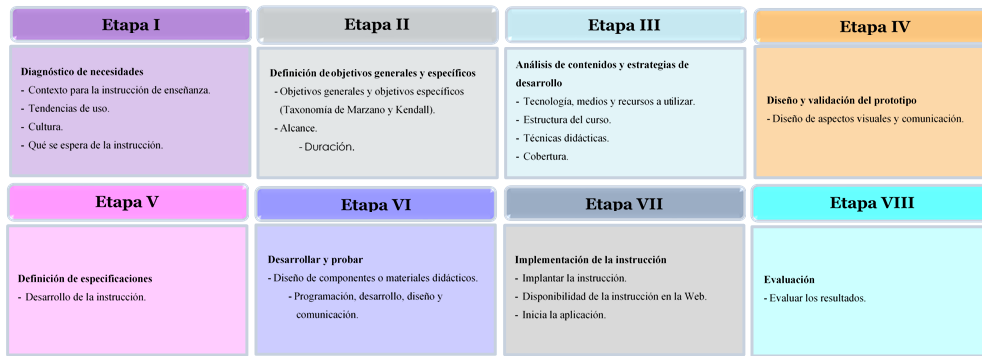 Etapa I
Diagnóstico de necesidades
- Contexto para la instrucción de enseñanza.
- Tendencias de uso.
- Cultura.
- Qué se espera de la instrucción.
Etapa II
Definición de objetivos generales y específicos
- Objetivos generales y objetivos específicos
(Taxonomía de Marzano y Kendall).
- Alcance.
- Duración.
Etapa III
Análisis de contenidos y estrategias de
desarrollo
- Tecnología, medios y recursos a utilizar.
- Estructura del curso.
- Técnicas didácticas.
- Cobertura.
Etapa IV
Diseño y validación del prototipo
- Diseño de aspectos visuales y comunicación.
Etapa V
Definición de especificaciones
- Desarrollo de la instrucción.
Etapa VI
Desarrollar y probar
- Diseño de componentes o materiales didácticos.
- Programación, desarrollo, diseño y
comunicación.
Etapa VII
Implementación de la instrucción
- Implantar la instrucción.
- Disponibilidad de la instrucción en la Web.
- Inicia la aplicación.
Etapa VIII
Evaluación
- Evaluar los resultados.